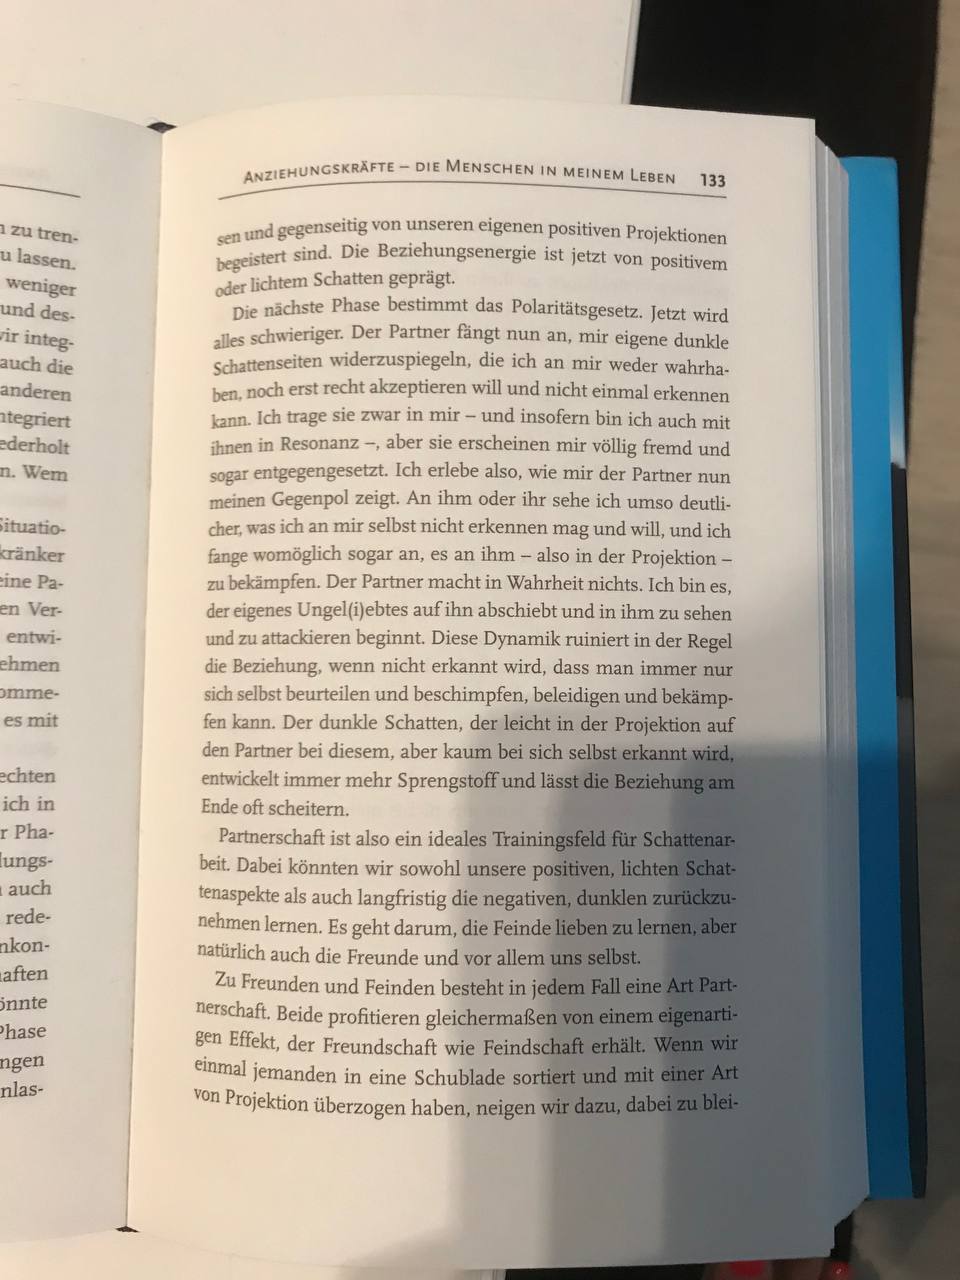 zu tren-
u lassen.
weniger
und des-
vir integ-
auch die
anderen
ntegriert
ederholt
n. Wem
Situatio-
kränker
eine Pa-
en Ver-
entwi-
ehmen
omme-
es mit
echten
ich in
r Pha-
lungs-
auch
rede-
nkon-
haften
önnte
Phase
ngen
nlas-
ANZIEHUNGSKRÄFTE – DIE MENSCHEN IN MEINEM LEBEN 133
sen und gegenseitig von unseren eigenen positiven Projektionen
begeistert sind. Die Beziehungsenergie ist jetzt von positivem
oder lichtem Schatten geprägt.
Die nächste Phase bestimmt das Polaritätsgesetz. Jetzt wird
alles schwieriger. Der Partner fängt nun an, mir eigene dunkle
Schattenseiten widerzuspiegeln, die ich an mir weder wahrha-
ben, noch erst recht akzeptieren will und nicht einmal erkennen
kann. Ich trage sie zwar in mir – und insofern bin ich auch mit
ihnen in Resonanz –, aber sie erscheinen mir völlig fremd und
sogar entgegengesetzt. Ich erlebe also, wie mir der Partner nun
meinen Gegenpol zeigt. An ihm oder ihr sehe ich umso deutli-
cher, was ich an mir selbst nicht erkennen mag und will, und ich
fange womöglich sogar an, es an ihm – also in der Projektion –
zu bekämpfen. Der Partner macht in Wahrheit nichts. Ich bin es,
der eigenes Ungel(i)ebtes auf ihn abschiebt und in ihm zu sehen
und zu attackieren beginnt. Diese Dynamik ruiniert in der Regel
die Beziehung, wenn nicht erkannt wird, dass man immer nur
sich selbst beurteilen und beschimpfen, beleidigen und bekämp-
fen kann. Der dunkle Schatten, der leicht in der Projektion auf
den Partner bei diesem, aber kaum bei sich selbst erkannt wird,
entwickelt immer mehr Sprengstoff und lässt die Beziehung am
Ende oft scheitern.
Partnerschaft ist also ein ideales Trainingsfeld für Schattenar-
beit. Dabei könnten wir sowohl unsere positiven, lichten Schat-
tenaspekte als auch langfristig die negativen, dunklen zurückzu-
nehmen lernen. Es geht darum, die Feinde lieben zu lernen, aber
natürlich auch die Freunde und vor allem uns selbst.
Zu Freunden und Feinden besteht in jedem Fall eine Art Part-
nerschaft. Beide profitieren gleichermaßen von einem eigenarti-
gen Effekt, der Freundschaft wie Feindschaft erhält. Wenn wir
einmal jemanden in eine Schublade sortiert und mit einer Art
von Projektion überzogen haben, neigen wir dazu, dabei zu blei-